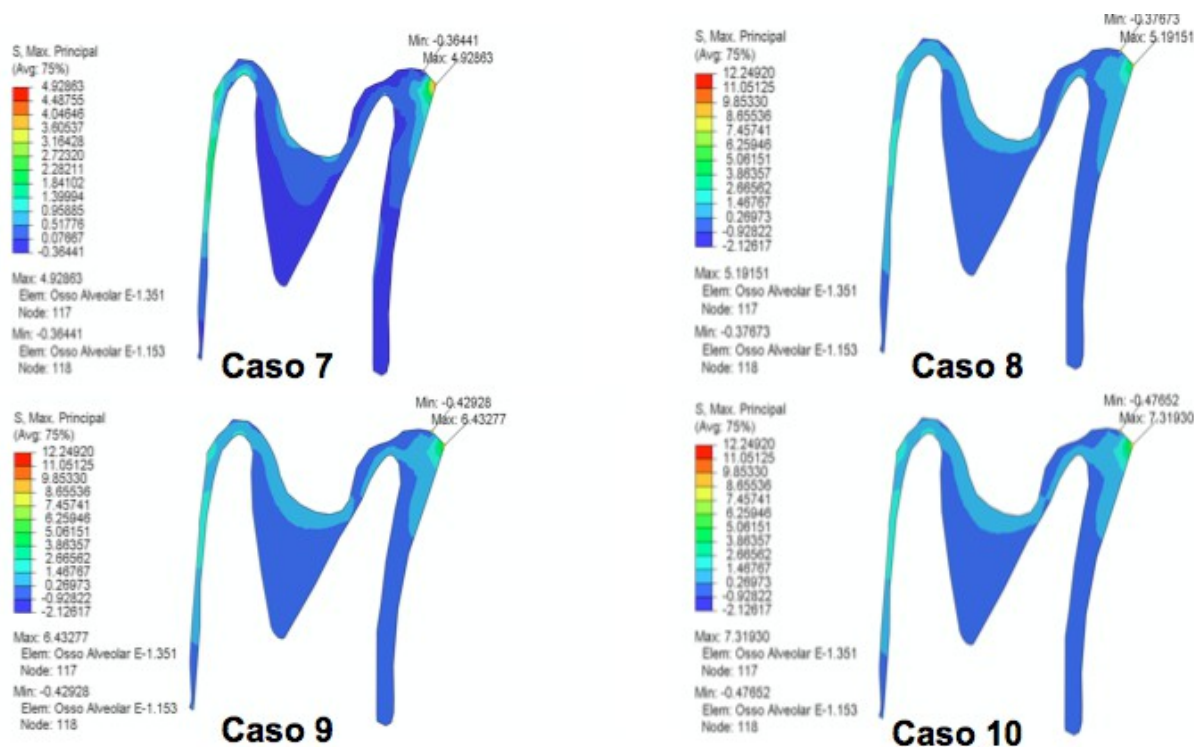 S, Max. Principal
(Avg: 75%)
4.92863
4.48755
4.04646
3.60537
3.16428
2.72320
2.28211
1.84102
1.39994
0.95885
0.51776
0.07667
-0.36441
Max: 4.92863
Elem: Osso Alveolar E-1.351
Node: 117
Min: -0.36441
Elem: Osso Alveolar E-1.153
Node: 118
Min: -0.36441
Max: 4.92863
Caso 7
S, Max. Principal
(Avg: 75%)
12.24920
11.05125
9.85330
8.65536
7.45741
6.25946
5.06151
3.86357
2.66562
1.46767
0.26973
-0.92822
-2.12617
Max: 5.19151
Elem: Osso Alveolar E-1.351
Node: 117
Min: -0.37673
Elem: Osso Alveolar E-1.153
Node: 118
Min: -0.37673
Max: 5.19151
Caso 8
S, Max. Principal
(Avg: 75%)
12.24920
11.05125
9.85330
8.65536
7.45741
6.25946
5.06151
3.86357
2.66562
1.46767
0.26973
-0.92822
-2.12617
Max: 6.43277
Elem: Osso Alveolar E-1.351
Node: 117
Min: -0.42928
Elem: Osso Alveolar E-1.153
Node: 118
Min: -0.42928
Max: 6.43277
Caso 9
S, Max. Principal
(Avg: 75%)
12.24920
11.05125
9.85330
8.65536
7.45741
6.25946
5.06151
3.86357
2.66562
1.46767
0.26973
-0.92822
-2.12617
Max: 7.31930
Elem: Osso Alveolar E-1.351
Node: 117
Min: -0.47652
Elem: Osso Alveolar E-1.153
Node: 118
Min: -0.47652
Max: 7.31930
Caso 10